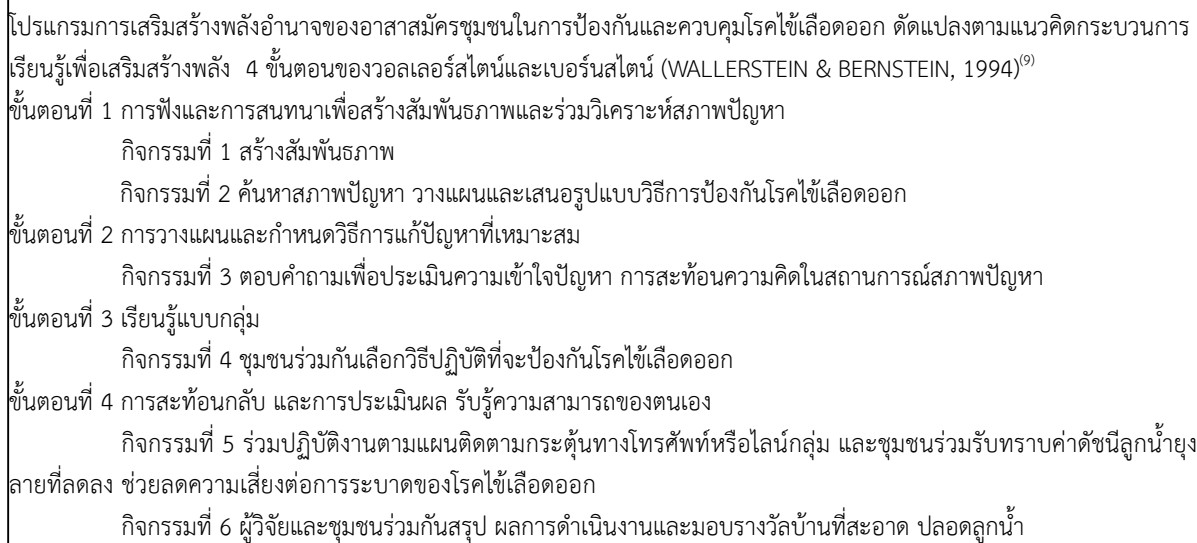 โปรแกรมการเสริมสร้างพลังอำนาจของอาสาสมัครชุมชนในการป้องกันและควบคุมโรคไข้เลือดออก ดัดแปลงตามแนวคิดกระบวนการ
เรียนรู้เพื่อเสริมสร้างพลัง 4 ขั้นตอนของวอลเลอร์สไตน์และเบอร์นสไตน์ (WALLERSTEIN & BERNSTEIN, 1994)(9)
ขั้นตอนที่ 1 การฟังและการสนทนาเพื่อสร้างสัมพันธภาพและร่วมวิเคราะห์สภาพปัญหา
กิจกรรมที่ 1 สร้างสัมพันธภาพ
กิจกรรมที่ 2 ค้นหาสภาพปัญหา วางแผนและเสนอรูปแบบวิธีการป้องกันโรคไข้เลือดออก
ขั้นตอนที่ 2 การวางแผนและกำหนดวิธีการแก้ปัญหาที่เหมาะสม
กิจกรรมที่ 3 ตอบคำถามเพื่อประเมินความเข้าใจปัญหา การสะท้อนความคิดในสถานการณ์สภาพปัญหา
ขั้นตอนที่ 3 เรียนรู้แบบกลุ่ม
กิจกรรมที่ 4 ชุมชนร่วมกันเลือกวิธีปฏิบัติที่จะป้องกันโรคไข้เลือดออก
ขั้นตอนที่ 4 การสะท้อนกลับ และการประเมินผล รับรู้ความสามารถของตนเอง
กิจกรรมที่ 5 ร่วมปฏิบัติงานตามแผนติดตามกระตุ้นทางโทรศัพท์หรือไลน์กลุ่ม และชุมชนร่วมรับทราบค่าดัชนีลูกน้ำยุง
ลายที่ลดลง ช่วยลดความเสี่ยงต่อการระบาดของโรคไข้เลือดออก
กิจกรรมที่ 6 ผู้วิจัยและชุมชนร่วมกันสรุป ผลการดำเนินงานและมอบรางวัลบ้านที่สะอาด ปลอดลูกน้ำ